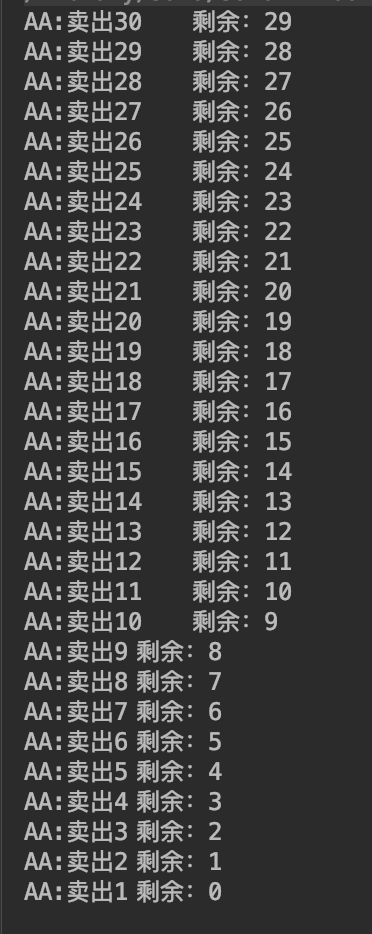 AA:卖出30 剩余: 29
AA:卖出29 剩余: 28
AA:卖出28 剩余: 27
AA:卖出27 剩余: 26
AA:卖出26 剩余: 25
AA:卖出25 剩余: 24
AA:卖出24 剩余: 23
AA:卖出23 剩余: 22
AA:卖出22 剩余: 21
AA:卖出21 剩余: 20
AA:卖出20 剩余: 19
AA:卖出19 剩余: 18
AA:卖出18 剩余: 17
AA:卖出17 剩余: 16
AA:卖出16 剩余: 15
AA:卖出15 剩余: 14
AA:卖出14 剩余: 13
AA:卖出13 剩余: 12
AA:卖出12 剩余: 11
AA:卖出11 剩余: 10
AA:卖出10 剩余: 9
AA:卖出9 剩余: 8
AA:卖出8 剩余: 7
AA:卖出7 剩余: 6
AA:卖出6 剩余: 5
AA:卖出5 剩余: 4
AA:卖出4 剩余: 3
AA:卖出3 剩余: 2
AA:卖出2 剩余: 1
AA:卖出1 剩余: 0